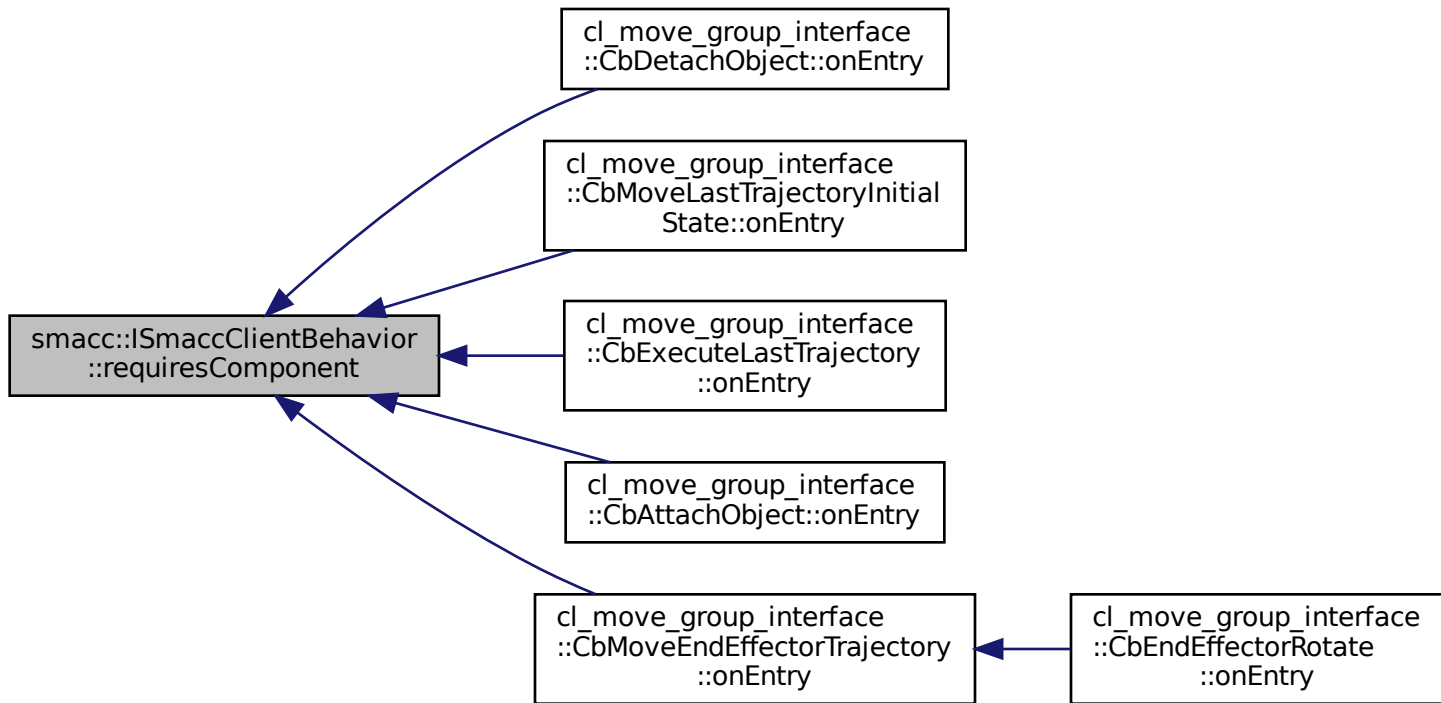 cl_move_group_interface
::CbDetachObject::onEntry
cl_move_group_interface
::CbMoveLastTrajectoryInitial
State::onEntry
smacc::ISmaccClientBehavior
::requiresComponent
cl_move_group_interface
::CbExecuteLastTrajectory
::onEntry
cl_move_group_interface
::CbAttachObject::onEntry
cl_move_group_interface
::CbMoveEndEffectorTrajectory
::onEntry
cl_move_group_interface
::CbEndEffectorRotate
::onEntry